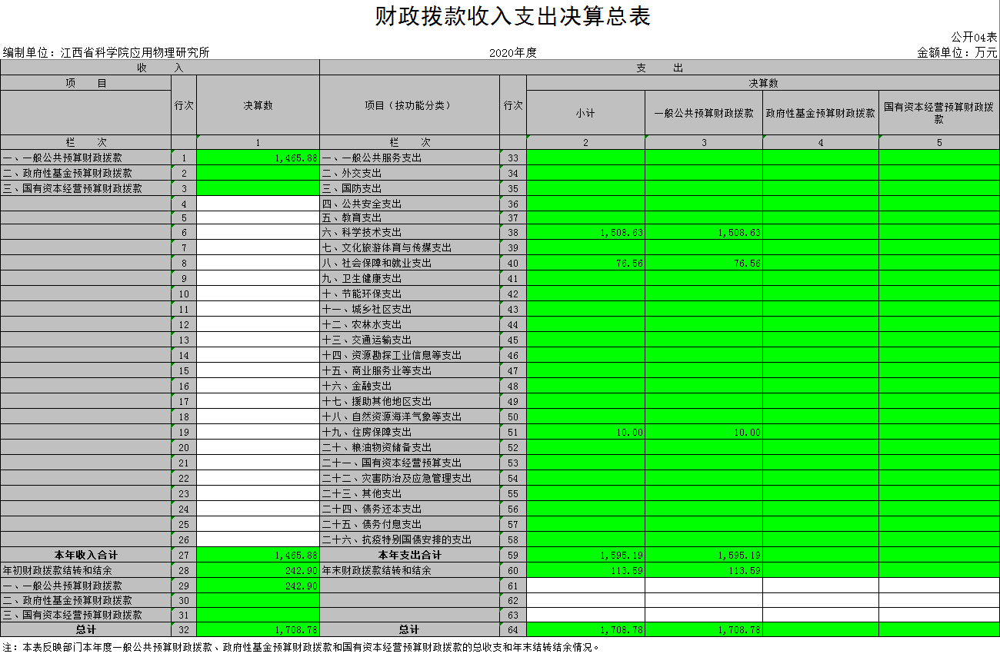 财政拨款收入支出决算总表
公开04表
编制单位：江西省科学院应用物理研究所 2020年度 金额单位：万元
收 入 支 出
项 目 行次 决算数 项目（按功能分类） 行次 决算数
小计 一般公共预算财政拨款 政府性基金预算财政拨款 国有资本经营预算财政拨款
栏 次 1 栏 次 2 3 4 5
一、一般公共预算财政拨款 1 1,465.88 一、一般公共服务支出 33
二、政府性基金预算财政拨款 2 二、外交支出 34
三、国有资本经营预算财政拨款 3 三、国防支出 35
4 四、公共安全支出 36
5 五、教育支出 37
6 六、科学技术支出 38 1,508.63 1,508.63
7 七、文化旅游体育与传媒支出 39
8 八、社会保障和就业支出 40 76.56 76.56
9 九、卫生健康支出 41
10 十、节能环保支出 42
11 十一、城乡社区支出 43
12 十二、农林水支出 44
13 十三、交通运输支出 45
14 十四、资源勘探工业信息等支出 46
15 十五、商业服务业等支出 47
16 十六、金融支出 48
17 十七、援助其他地区支出 49
18 十八、自然资源海洋气象等支出 50
19 十九、住房保障支出 51 10.00 10.00
20 二十、粮油物资储备支出 52
21 二十一、国有资本经营预算支出 53
22 二十二、灾害防治及应急管理支出 54
23 二十三、其他支出 55
24 二十四、债务还本支出 56
25 二十五、债务付息支出 57
26 二十六、抗疫特别国债安排的支出 58
本年收入合计 27 1,465.88 本年支出合计 59 1,595.19 1,595.19
年初财政拨款结转和结余 28 242.90 年末财政拨款结转和结余 60 113.59 113.59
一、一般公共预算财政拨款 29 242.90 61
二、政府性基金预算财政拨款 30 62
三、国有资本经营预算财政拨款 31 63
总计 32 1,708.78 总计 64 1,708.78 1,708.78
注：本表反映部门本年度一般公共预算财政拨款、政府性基金预算财政拨款和国有资本经营预算财政拨款的总收支和年末结转结余情况。